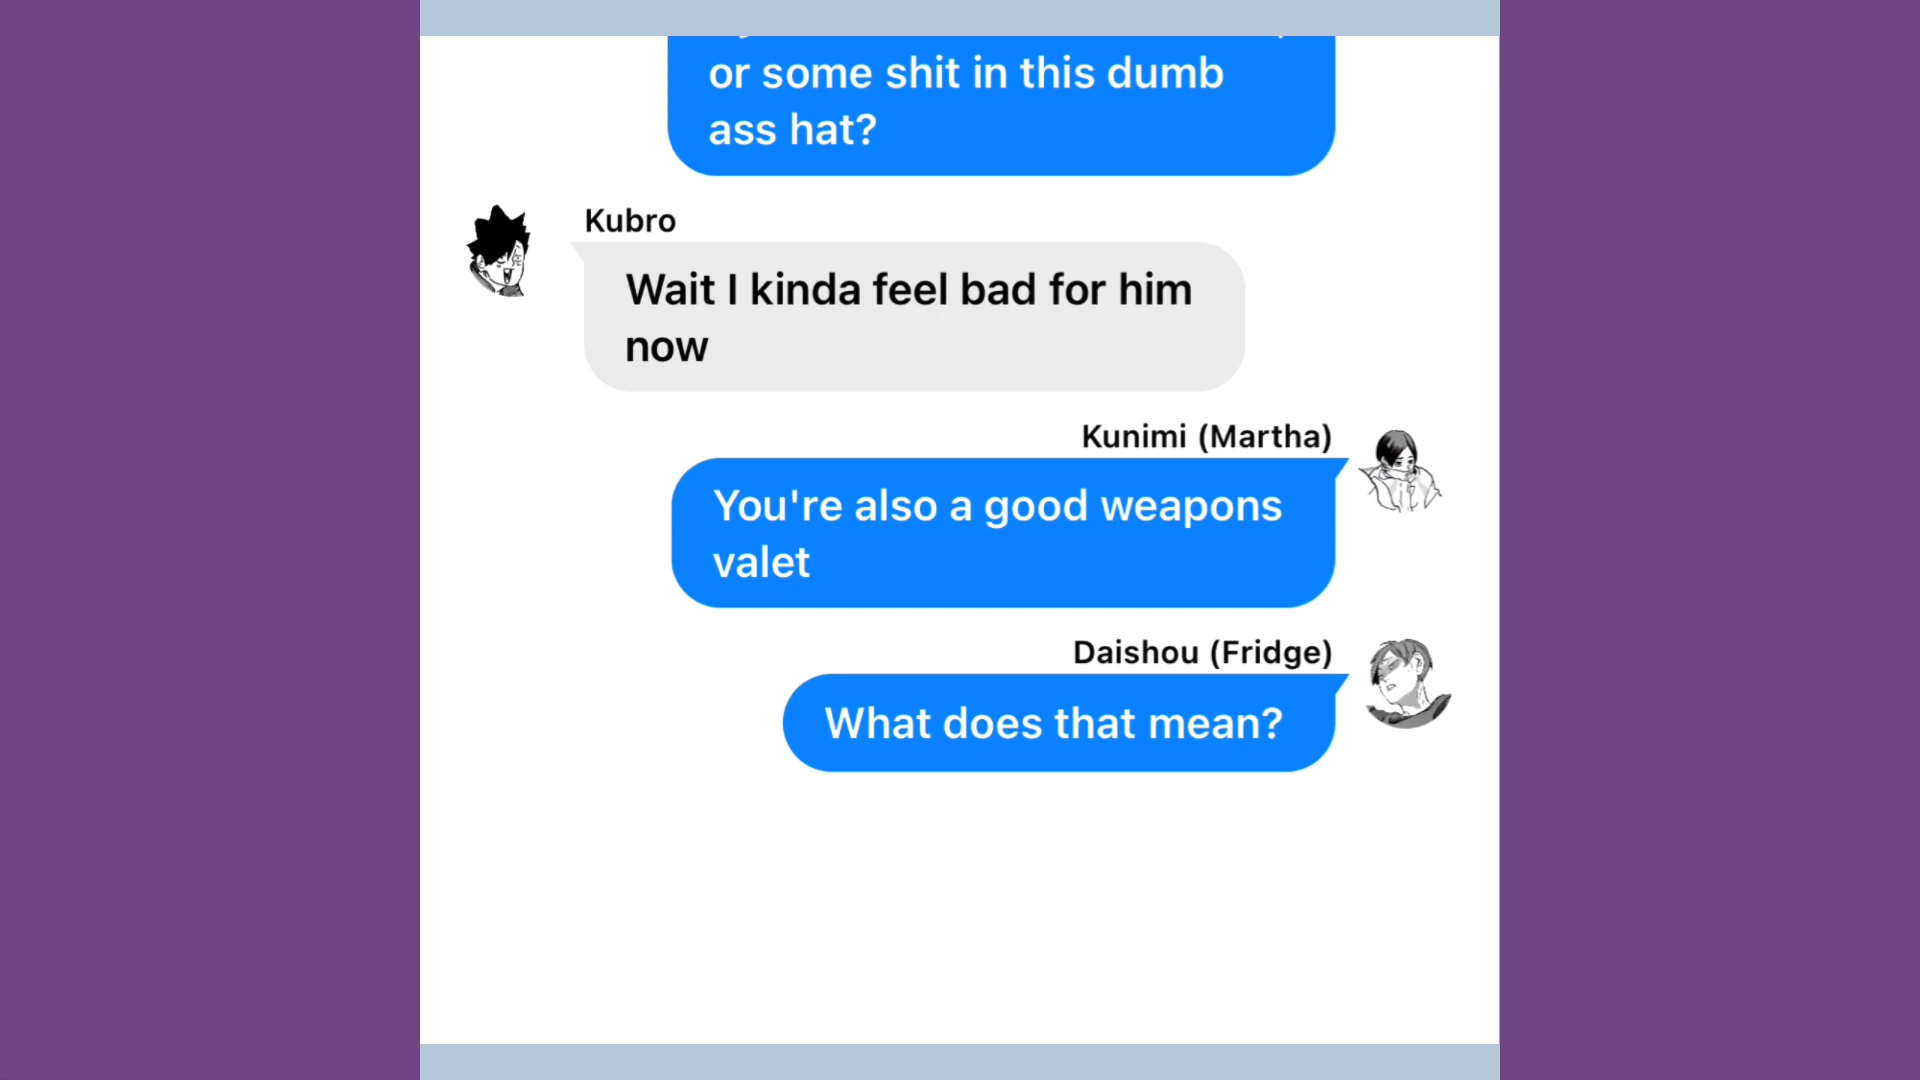 or some shit in this dumb
ass hat?
Kubro
Wait I kinda feel bad for him
now
Kunimi (Martha)
You're also a good weapons
valet
Daishou (Fridge)
What does that mean?